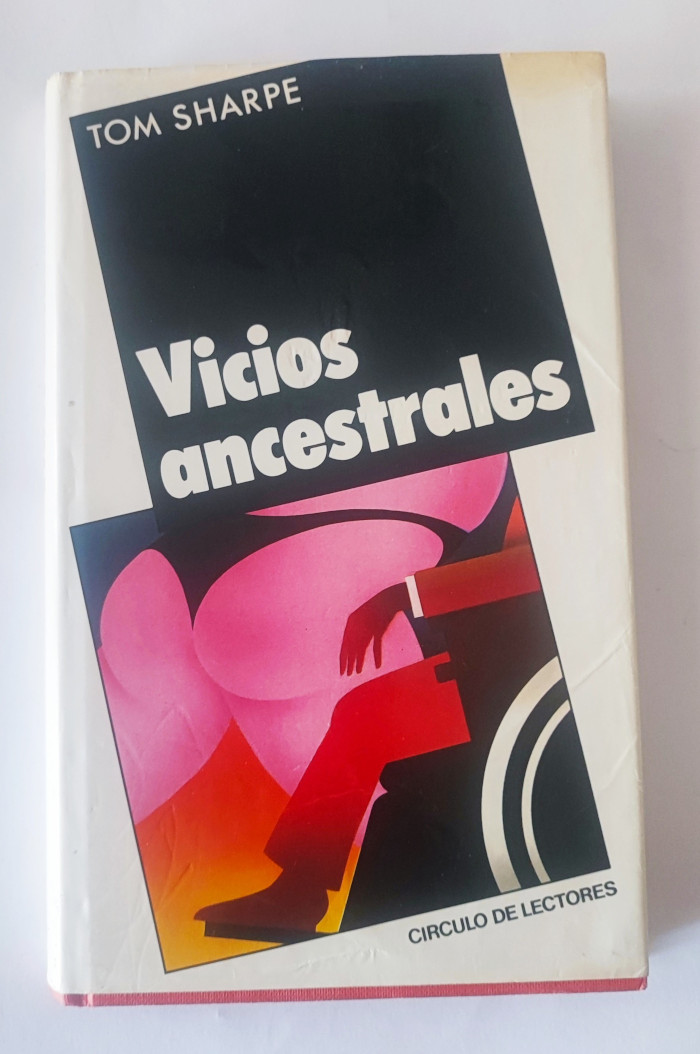 TOM SHARPE
Vicios
ancestrales
CIRCULO DE LECTORES